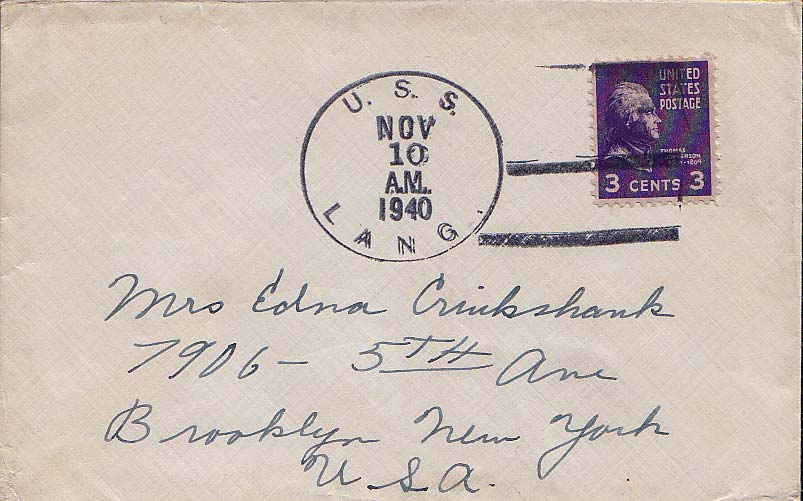 U. S. S.
NOV
10
A.M.
1940
LANG.
UNITED
STATES
POSTAGE
THOMAS
3 CENTS 3
Mrs Edna Cruikshank
7906 - 5TH Ave
Brooklyn New York
U.S.A.